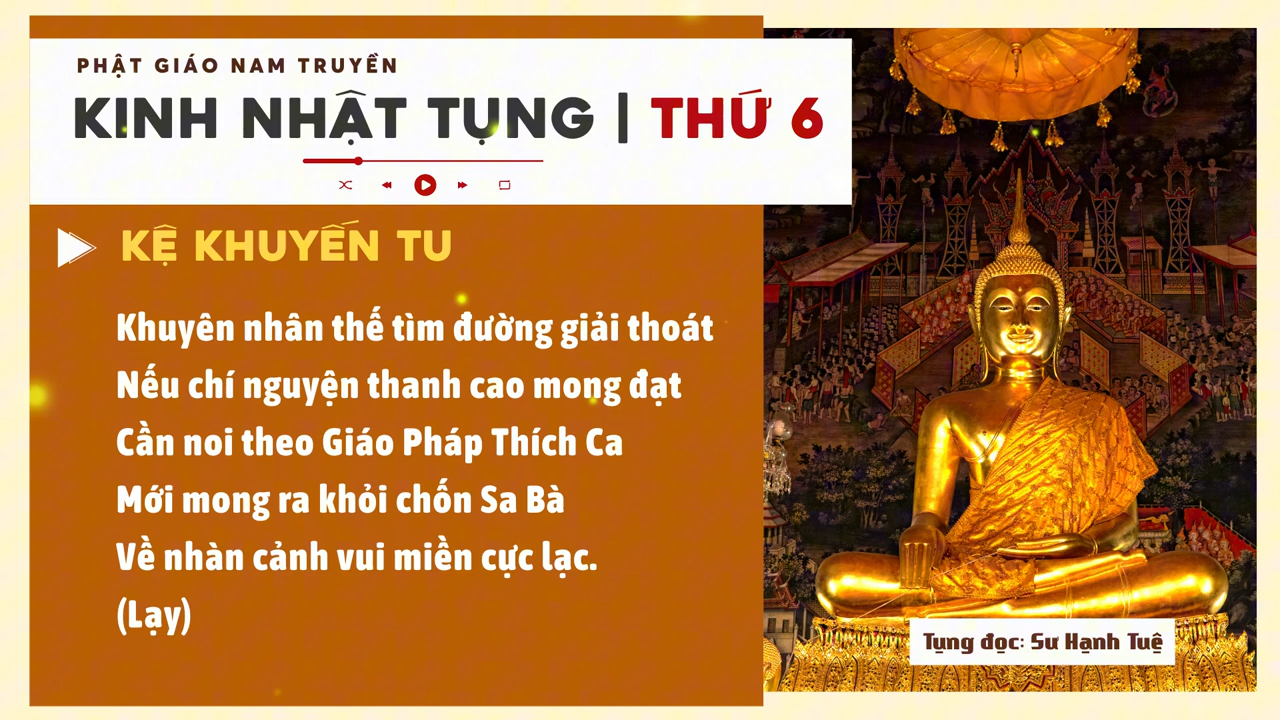 PHẬT GIÁO NAM TRUYỀN
KINH NHẬT TỤNG | THỨ 6
KỆ KHUYẾN TU
Khuyên nhân thế tìm đường giải thoát
Nếu chí nguyện thanh cao mong đạt
Cần noi theo Giáo Pháp Thích Ca
Mới mong ra khỏi chốn Sa Bà
Về nhàn cảnh vui miền cực lạc.
(Lạy)
Tụng đọc: Sư Hạnh Tuệ